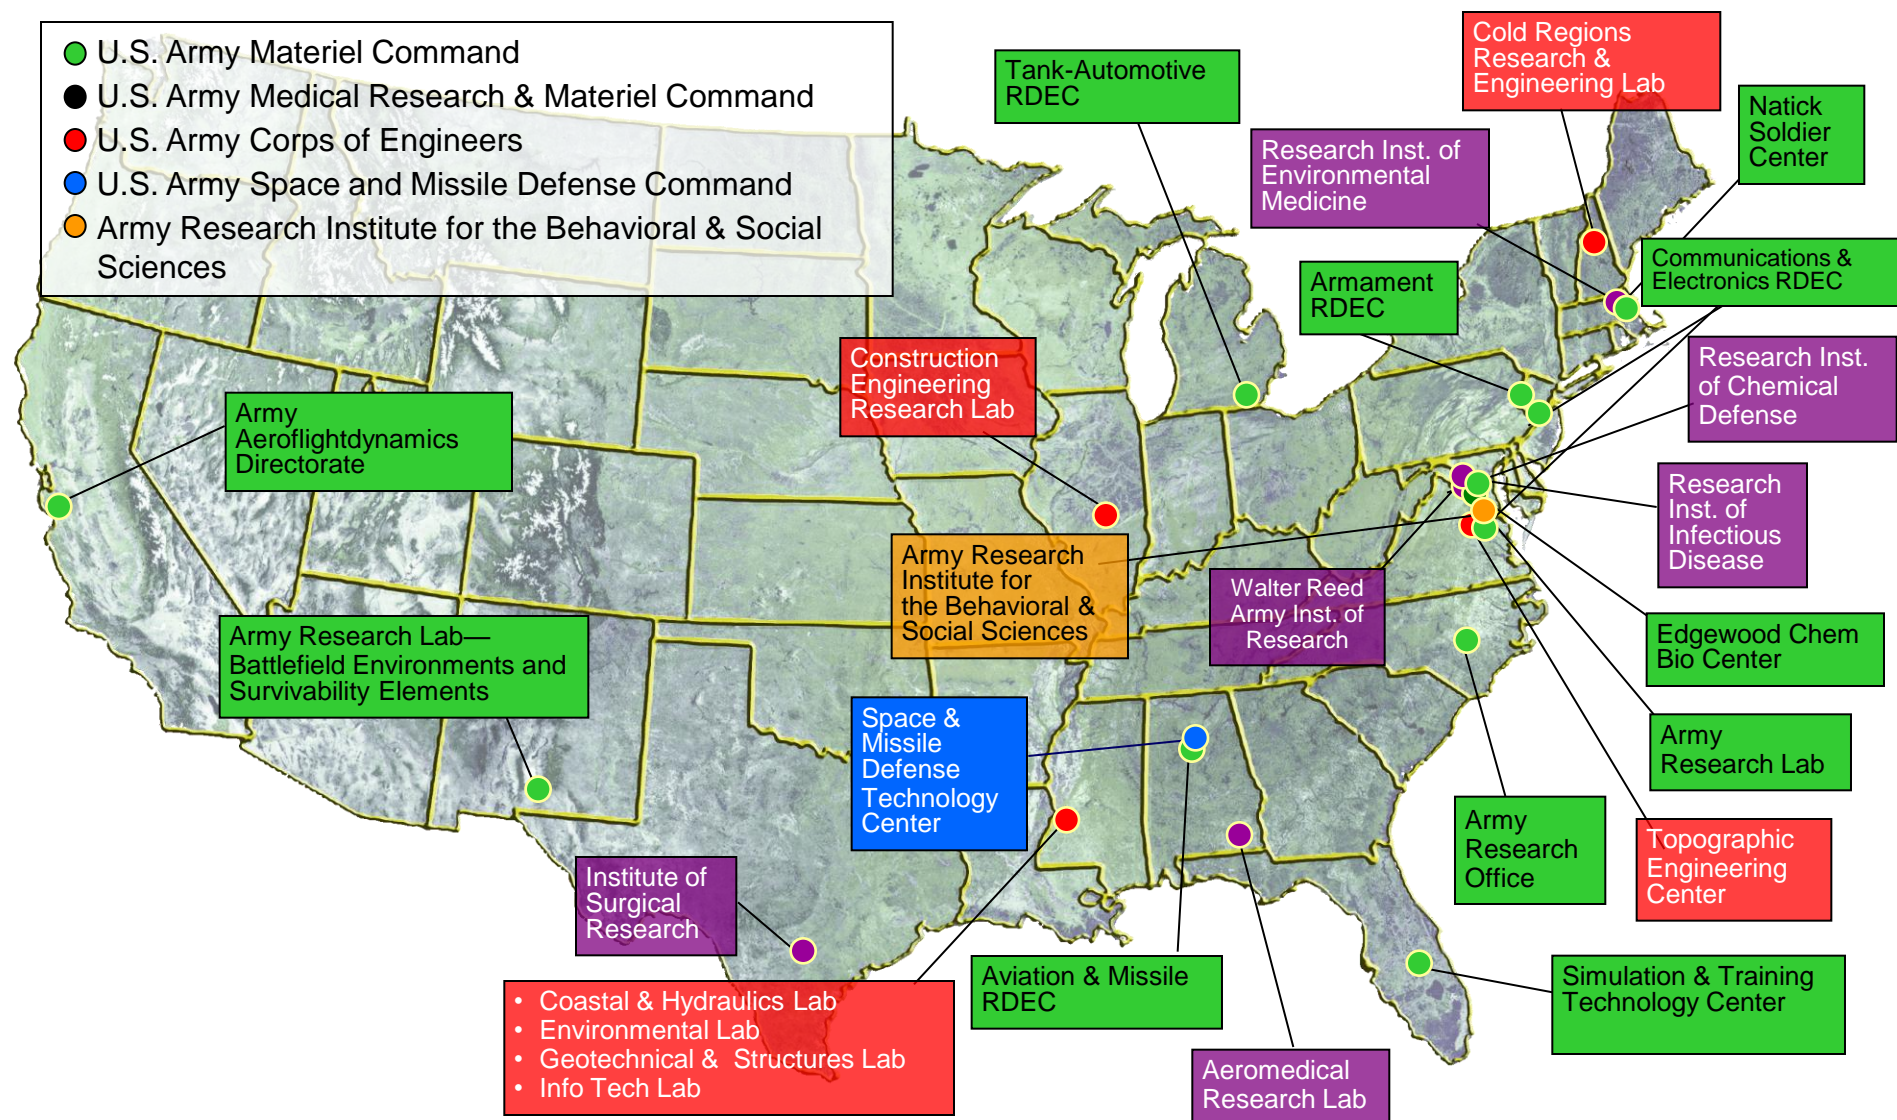 U.S. Army Materiel Command
U.S. Army Medical Research & Materiel Command
U.S. Army Corps of Engineers
U.S. Army Space and Missile Defense Command
Army Research Institute for the Behavioral & Social
Sciences
Tank-Automotive
RDEC
Cold Regions
Research &
Engineering Lab
Natick
Soldier
Center
Research Inst. of
Environmental
Medicine
Communications &
Electronics RDEC
Armament
RDEC
Construction
Engineering
Research Lab
Research Inst.
of Chemical
Defense
Army
Aeroflightdynamics
Directorate
Research
Inst. of
Infectious
Disease
Army Research
Institute for
the Behavioral &
Social Sciences
Walter Reed
Army Inst. of
Research
Army Research Lab—
Battlefield Environments and
Survivability Elements
Edgewood Chem
Bio Center
Space &
Missile
Defense
Technology
Center
Army
Research Lab
Army
Research
Office
Topographic
Engineering
Center
Institute of
Surgical
Research
Aviation & Missile
RDEC
Simulation & Training
Technology Center
• Coastal & Hydraulics Lab
• Environmental Lab
• Geotechnical & Structures Lab
• Info Tech Lab
Aeromedical
Research Lab